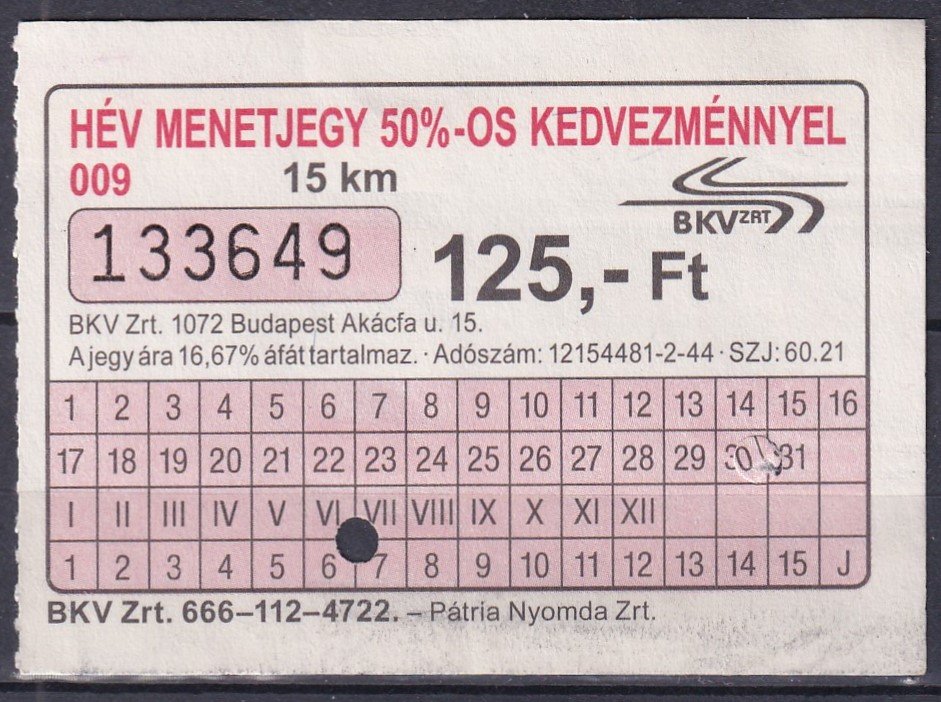 HÉV MENETJEGY 50%-OS KEDVEZMÉNNYEL
009 15 km
BKV ZRT
133649
125,- Ft
BKV Zrt. 1072 Budapest Akácfa u. 15.
A jegy ára 16,67% áfát tartalmaz. · Adószám: 12154481-2-44 · SZJ: 60.21
1 2 3 4 5 6 7 8 9 10 11 12 13 14 15 16
17 18 19 20 21 22 23 24 25 26 27 28 29 30 31
I II III IV V VI VII VIII IX X XI XII
1 2 3 4 5 6 7 8 9 10 11 12 13 14 15 J
BKV Zrt. 666–112–4722. – Pátria Nyomda Zrt.